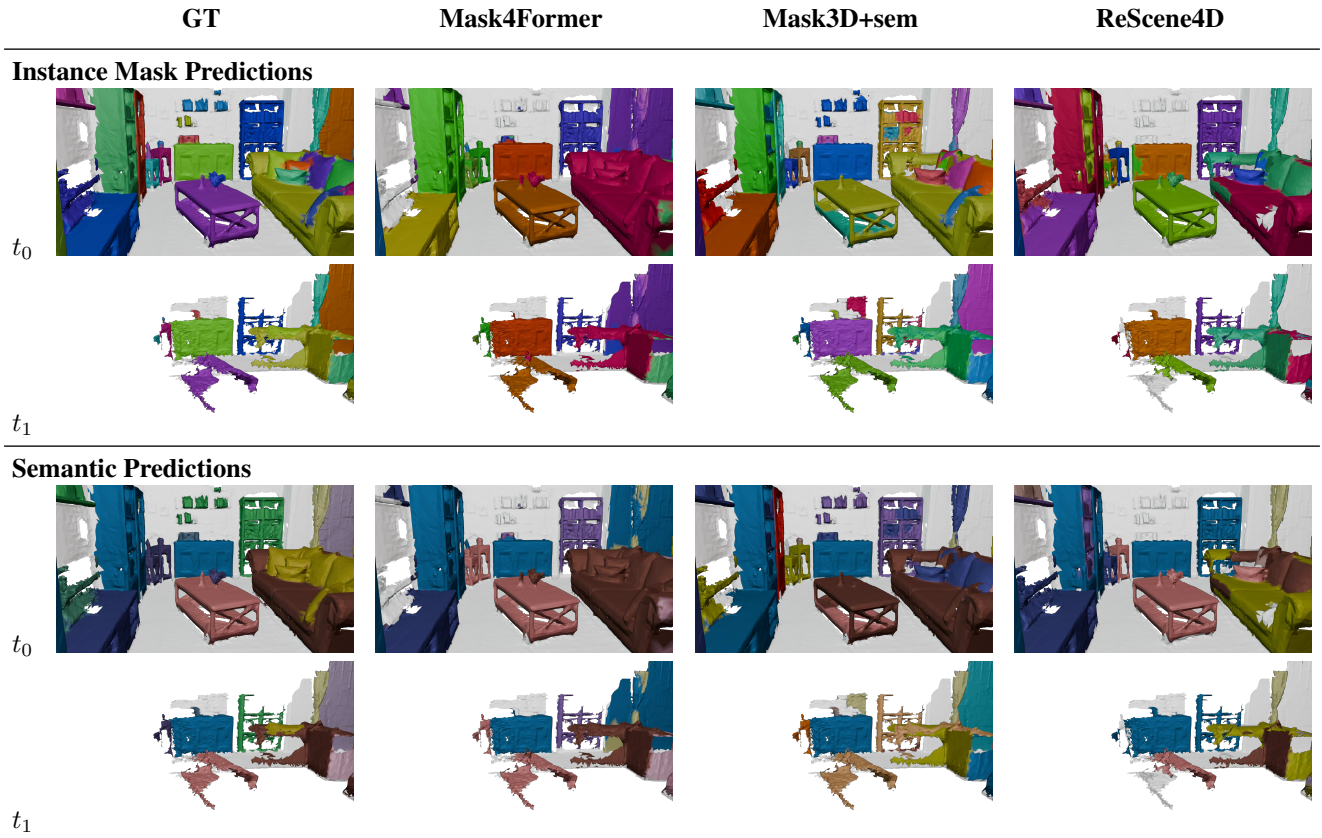 GT Mask4Former Mask3D+sem ReScene4D
Instance Mask Predictions
t0
t1
Semantic Predictions
t0
t1